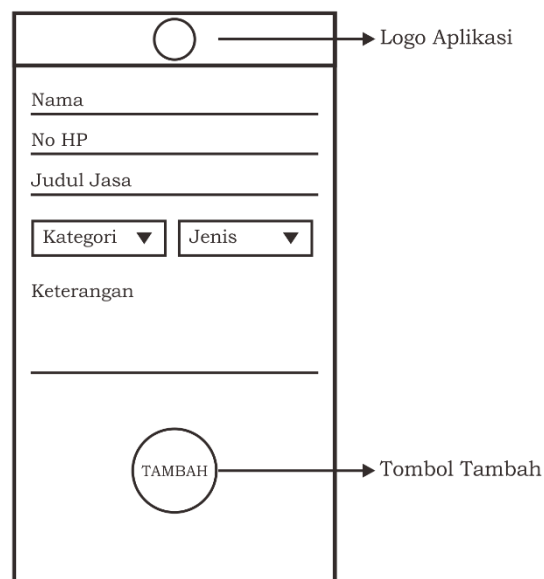 Logo Aplikasi
Nama
No HP
Judul Jasa
Kategori
Jenis
Keterangan
TAMBAH
Tombol Tambah